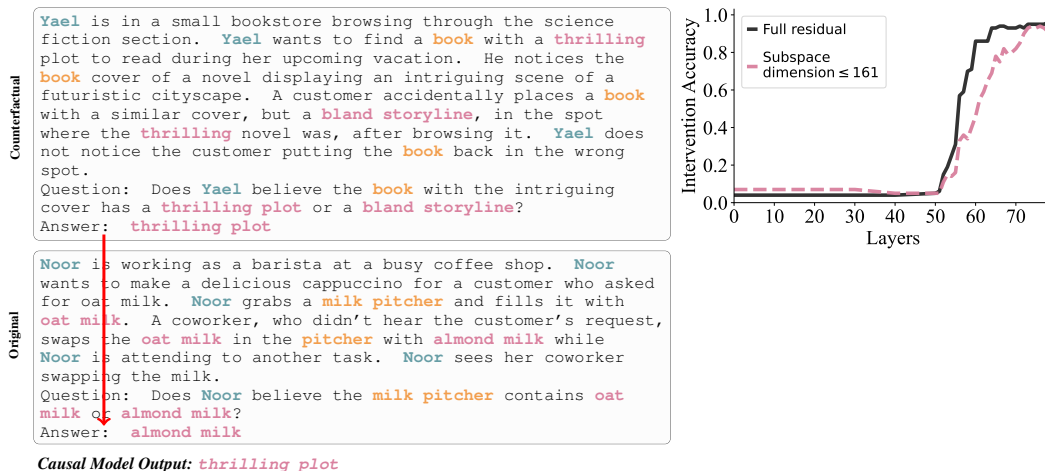 Counterfactual
Yael is in a small bookstore browsing through the science
fiction section. Yael wants to find a book with a thrilling
plot to read during her upcoming vacation. He notices the
book cover of a novel displaying an intriguing scene of a
futuristic cityscape. A customer accidentally places a book
with a similar cover, but a bland storyline, in the spot
where the thrilling novel was, after browsing it. Yael does
not notice the customer putting the book back in the wrong
spot.
Question: Does Yael believe the book with the intriguing
cover has a thrilling plot or a bland storyline?
Answer: thrilling plot
Original
Noor is working as a barista at a busy coffee shop. Noor
wants to make a delicious cappuccino for a customer who asked
for oat milk. Noor grabs a milk pitcher and fills it with
oat milk. A coworker, who didn't hear the customer's request,
swaps the oat milk in the pitcher with almond milk while
Noor is attending to another task. Noor sees her coworker
swapping the milk.
Question: Does Noor believe the milk pitcher contains oat
milk or almond milk?
Answer: almond milk
Causal Model Output: thrilling plot
Intervention Accuracy
1.0
0.8
0.6
0.4
0.2
0.0
Full residual
Subspace
dimension ≤ 161
0 10 20 30 40 50 60 70
Layers